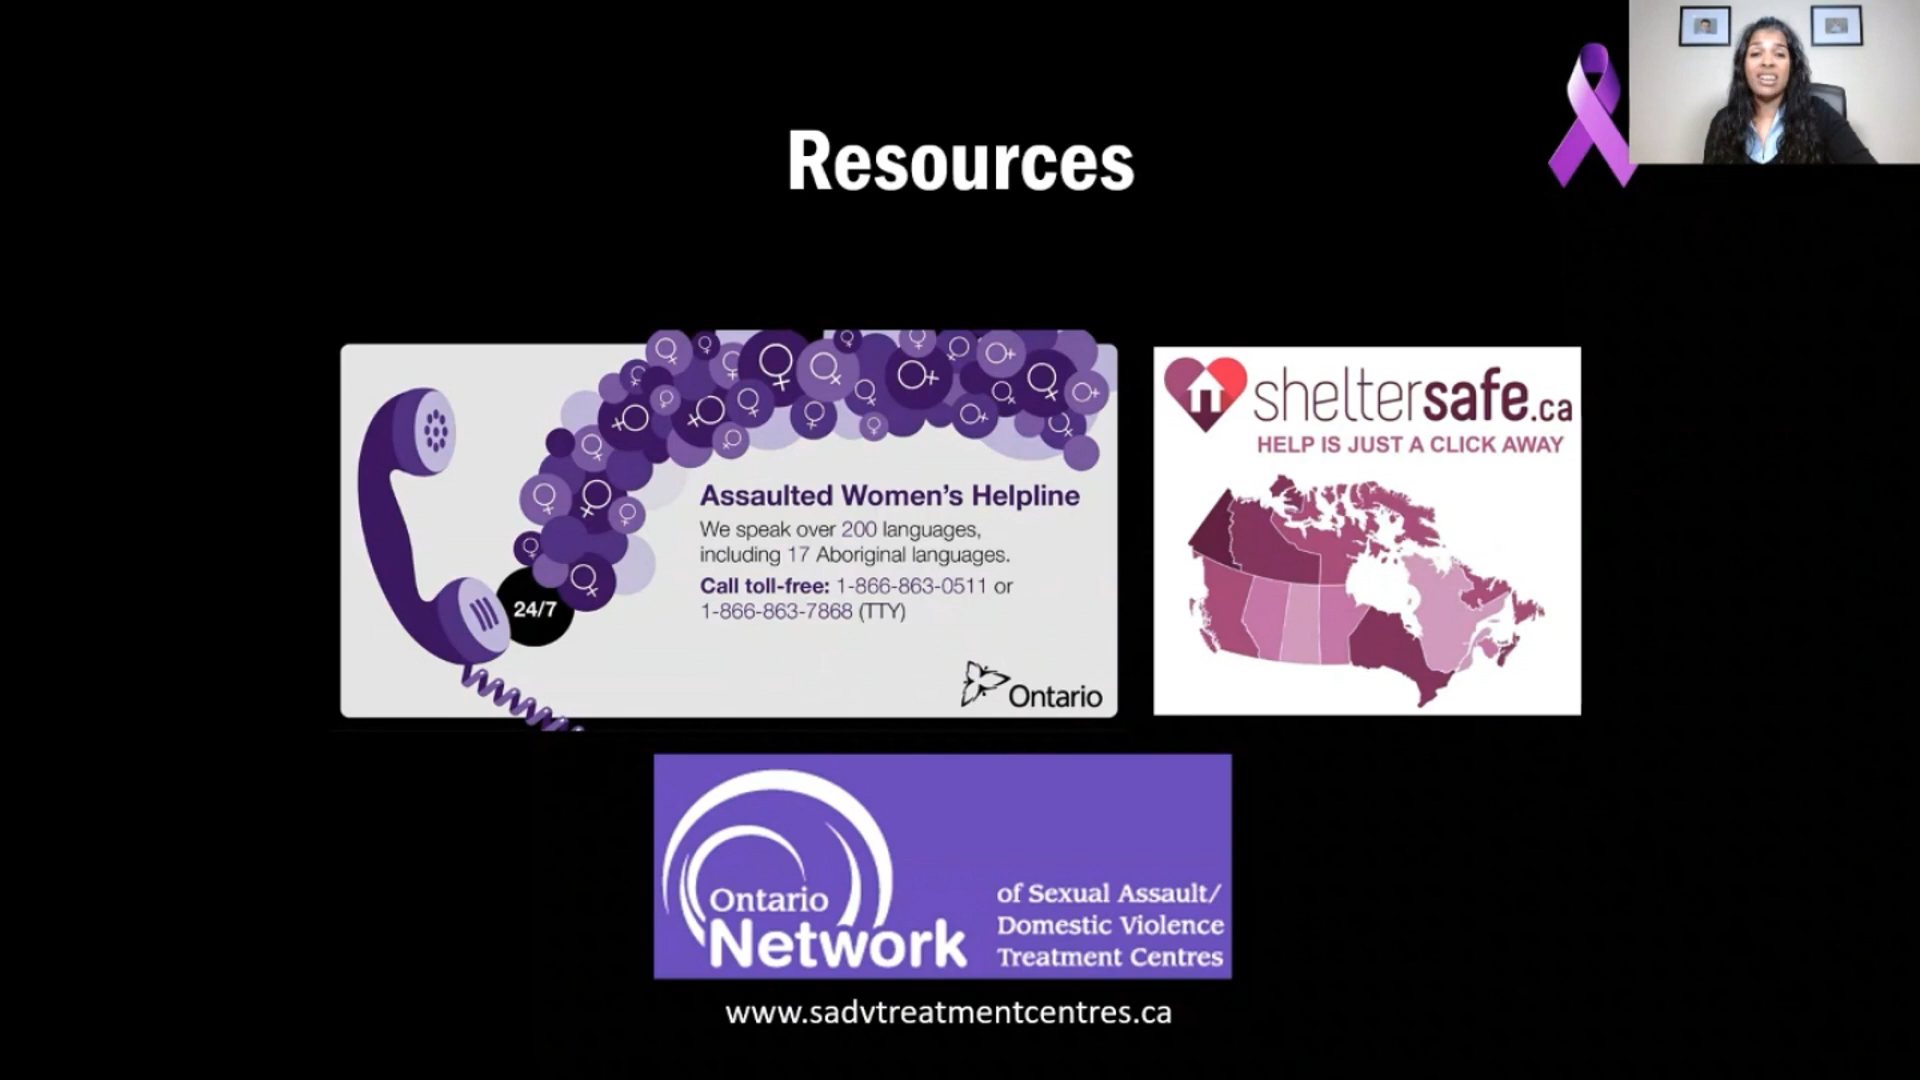 Resources
Assaulted Women's Helpline
We speak over 200 languages,
including 17 Aboriginal languages.
Call toll-free: 1-866-863-0511 or
1-866-863-7868 (TTY)
24/7
Ontario
sheltersafe.ca
HELP IS JUST A CLICK AWAY
Ontario
Network
of Sexual Assault/
Domestic Violence
Treatment Centres
www.sadvtreatmentcentres.ca